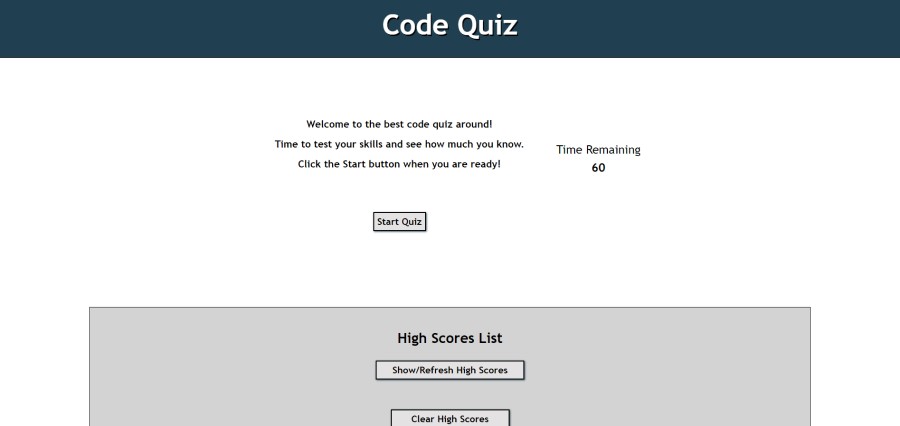 Code Quiz
Welcome to the best code quiz around!
Time to test your skills and see how much you know.
Click the Start button when you are ready!
Time Remaining
60
Start Quiz
High Scores List
Show/Refresh High Scores
Clear High Scores